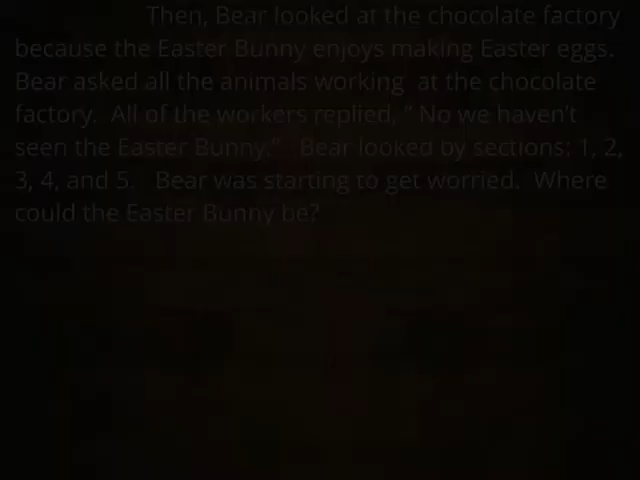 Then, Bear looked at the chocolate factory
because the Easter Bunny enjoys making Easter eggs.
Bear asked all the animals working  at the chocolate
factory.  All of the workers replied, “ No we haven’t
seen the Easter Bunny.”   Bear looked by sections: 1, 2,
3, 4, and 5.   Bear was starting to get worried.  Where
could the Easter Bunny be?